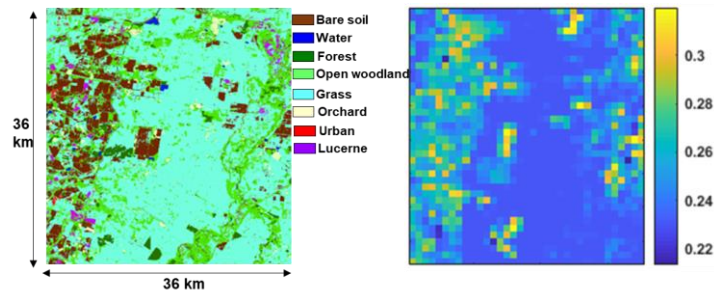 Bare soil
Water
Forest
Open woodland
Grass
Orchard
Urban
Lucerne
36
km
36 km
0.3
0.28
0.26
0.24
0.22